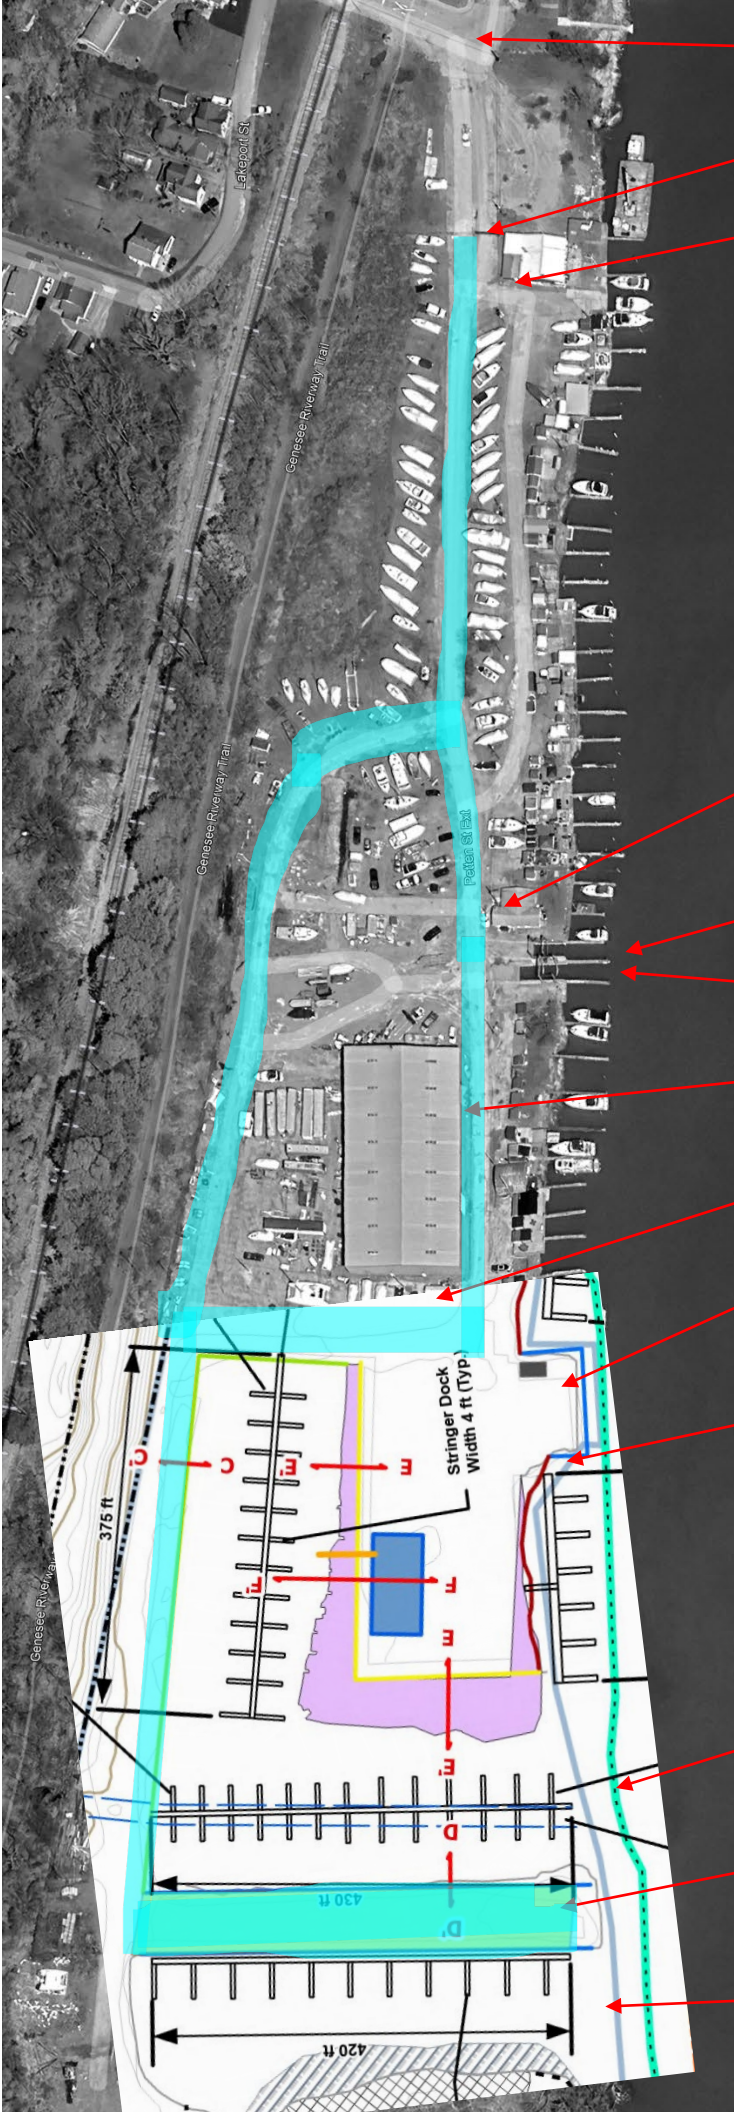 Lakeport St
Genesee Riverway Trail
Genesee Riverway Trail
Petten St Ext
Stringer Dock
Width 4 ft (Typ.)
C'
C
E'
E
375 ft
F'
F
E
Genesee Riverway
E'
D
430 ft
D'
420 ft